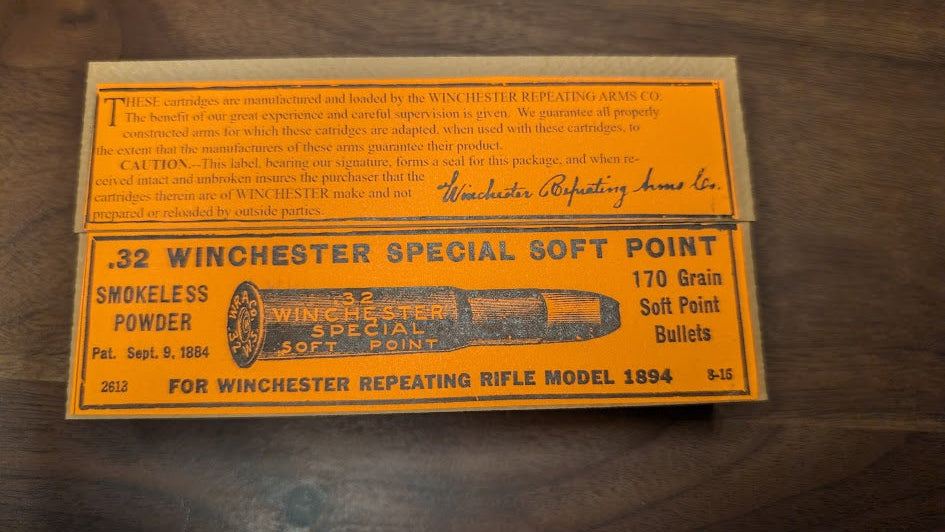 THESE cartridges are manufactured and loaded by the WINCHESTER REPEATING ARMS CO.
The benefit of our great experience and careful supervision is given. We guarantee all properly
constructed arms for which these catridges are adapted, when used with these cartridges, to
the extent that the manufacturers of these arms guarantee their product.
CAUTION.--This label, bearing our signature, forms a seal for this package, and when re-
ceived intact and unbroken insures the purchaser that the
cartridges therein are of WINCHESTER make and not
prepared or reloaded by outside parties.
Winchester Repeating Arms Co.
.32 WINCHESTER SPECIAL SOFT POINT
SMOKELESS
POWDER
Pat. Sept. 9, 1884
2613
W.R.A.CO.
.32
WINCHESTER
SPECIAL
SOFT POINT
170 Grain
Soft Point
Bullets
FOR WINCHESTER REPEATING RIFLE MODEL 1894
8-15